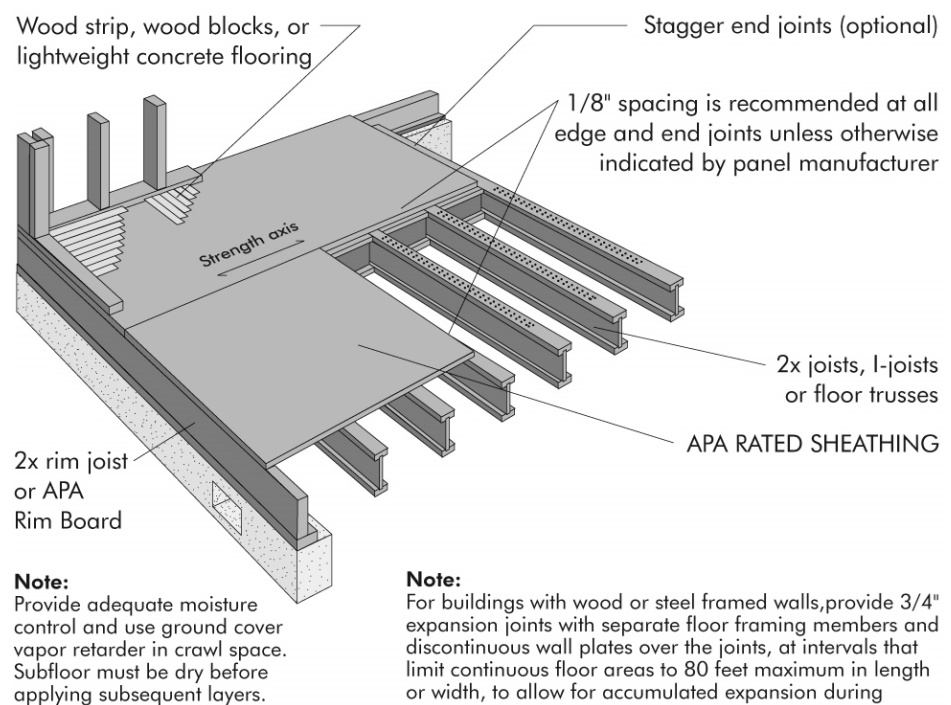 Wood strip, wood blocks, or
lightweight concrete flooring
Stagger end joints (optional)
1/8" spacing is recommended at all
edge and end joints unless otherwise
indicated by panel manufacturer
Strength axis
2x joists, I-joists
or floor trusses
APA RATED SHEATHING
2x rim joist
or APA
Rim Board
Note:
Provide adequate moisture
control and use ground cover
vapor retarder in crawl space.
Subfloor must be dry before
applying subsequent layers.
Note:
For buildings with wood or steel framed walls,provide 3/4"
expansion joints with separate floor framing members and
discontinuous wall plates over the joints, at intervals that
limit continuous floor areas to 80 feet maximum in length
or width, to allow for accumulated expansion during